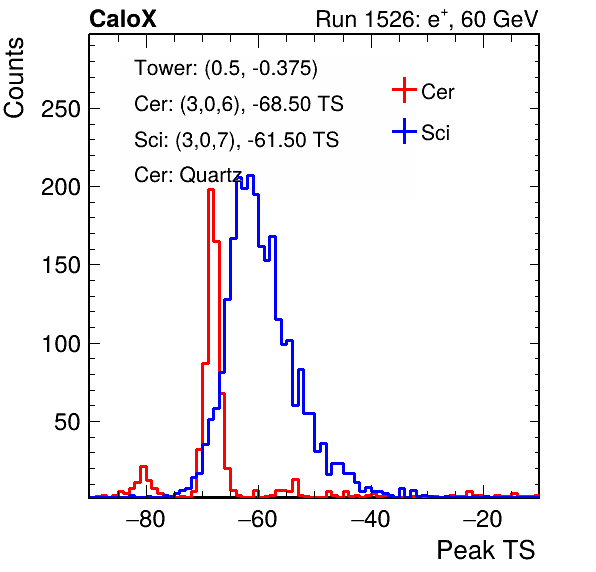 CaloX Run 1526: e⁺, 60 GeV
Counts
Tower: (0.5, -0.375)
Cer: (3,0,6), -68.50 TS
Sci: (3,0,7), -61.50 TS
Cer: Quartz
Cer
Sci
250
200
150
100
50
−80 −60 −40 −20
Peak TS